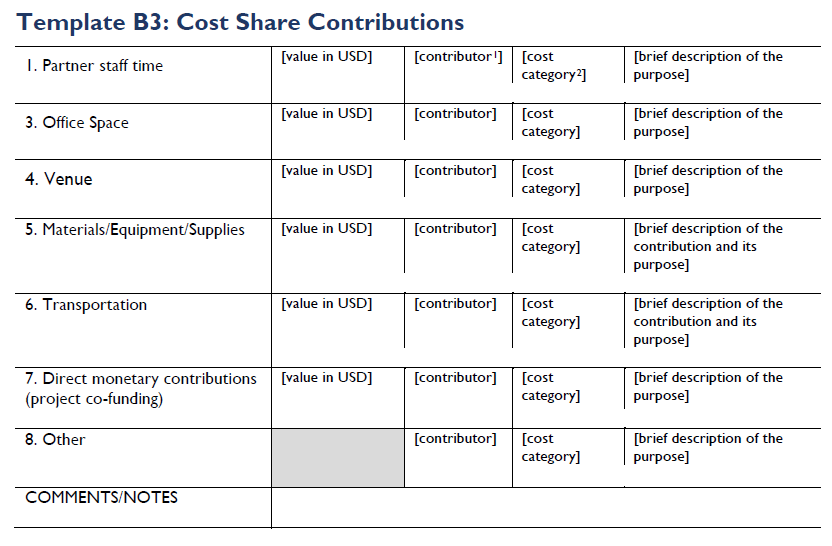 Template B3: Cost Share Contributions
1. Partner staff time [value in USD] [contributor¹] [cost category²] [brief description of the purpose]
3. Office Space [value in USD] [contributor] [cost category] [brief description of the purpose]
4. Venue [value in USD] [contributor] [cost category] [brief description of the purpose]
5. Materials/Equipment/Supplies [value in USD] [contributor] [cost category] [brief description of the contribution and its purpose]
6. Transportation [value in USD] [contributor] [cost category] [brief description of the contribution and its purpose]
7. Direct monetary contributions (project co-funding) [value in USD] [contributor] [cost category] [brief description of the purpose]
8. Other [contributor] [cost category] [brief description of the purpose]
COMMENTS/NOTES